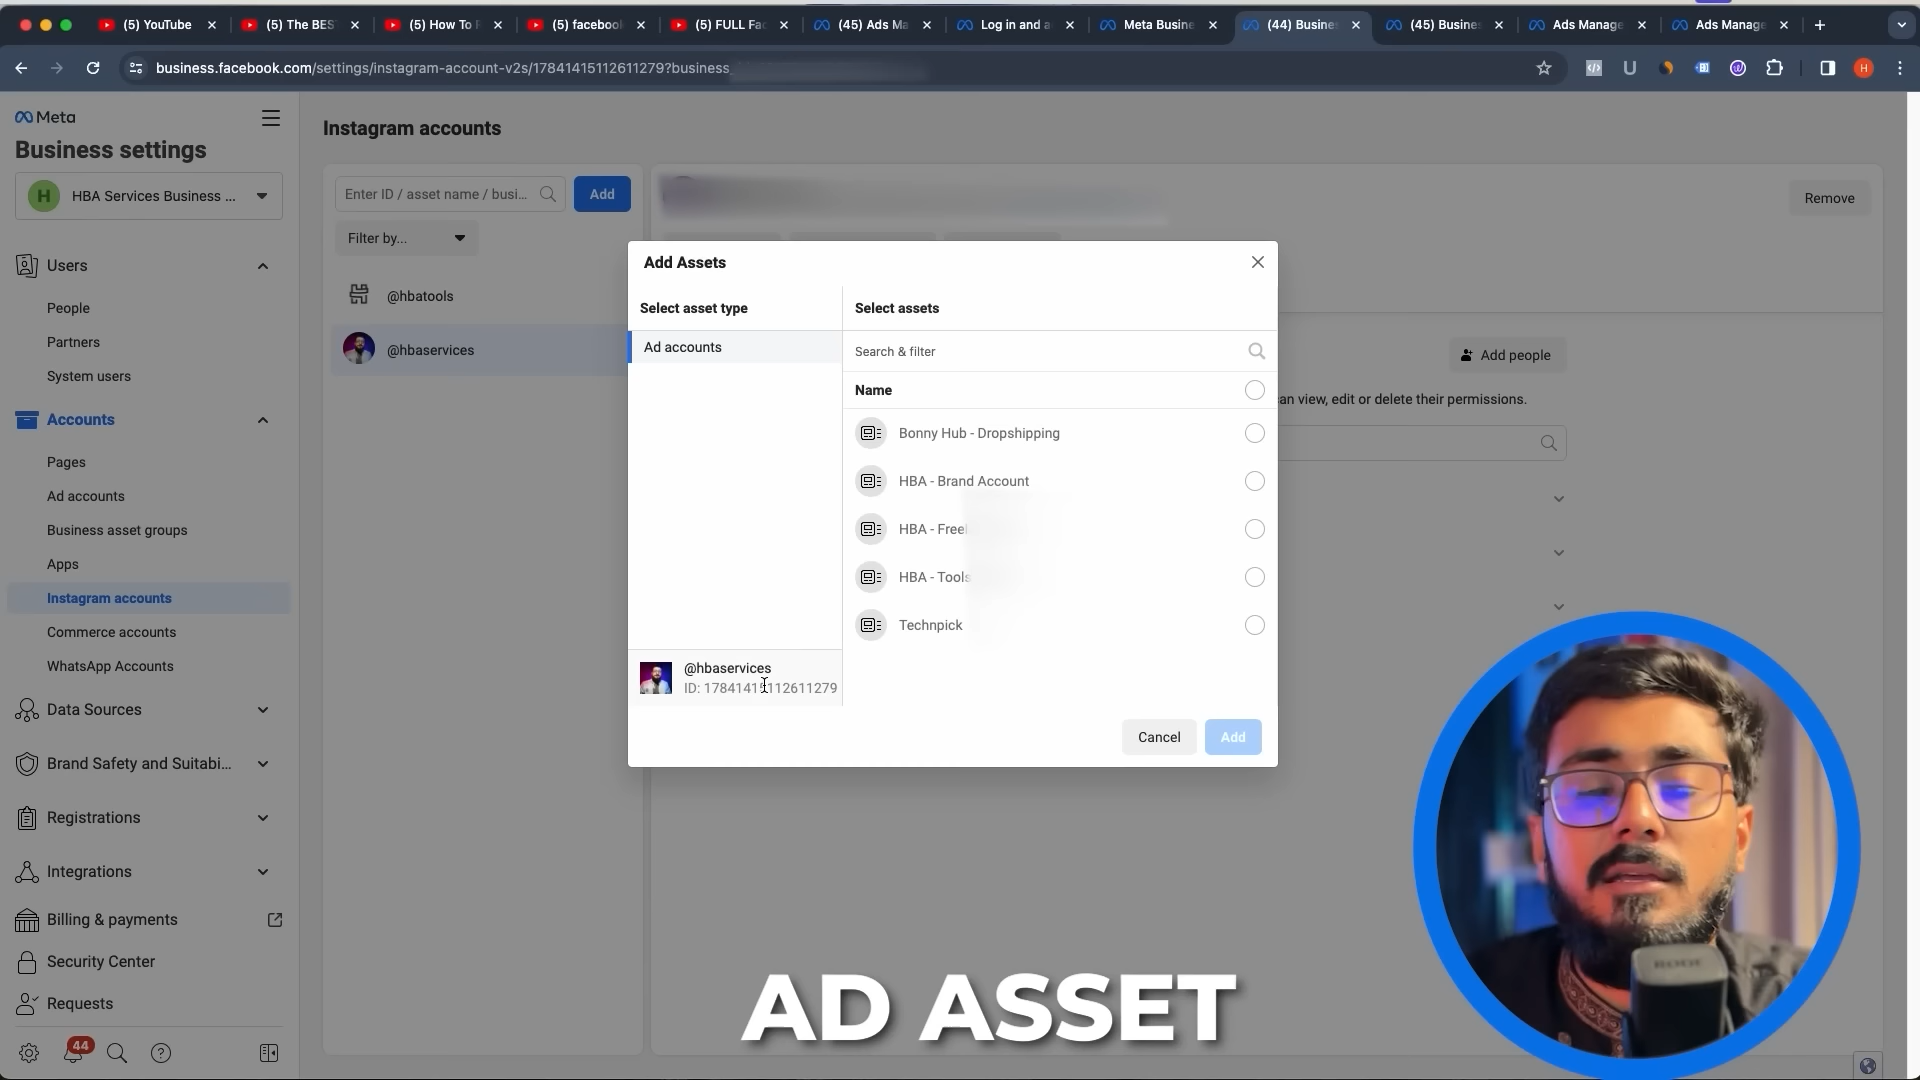 (5) YouTube
(5) The BES
(5) How To
(5) facebook
(5) FULL Fa
(45) Ads Ma
Log in and a
Meta Busine
(44) Busine
(45) Busine
Ads Manage
Ads Manage
business.facebook.com/settings/instagram-account-v2s/17841415112611279?business_
H
Meta
Business settings
H
HBA Services Business ...
Users
People
Partners
System users
Accounts
Pages
Ad accounts
Business asset groups
Apps
Instagram accounts
Commerce accounts
WhatsApp Accounts
Data Sources
Brand Safety and Suitabi...
Registrations
Integrations
Billing & payments
Security Center
Requests
44
Instagram accounts
Enter ID / asset name / busi...
Add
Filter by...
@hbatools
@hbaservices
Remove
Add people
an view, edit or delete their permissions.
Add Assets
Select asset type
Ad accounts
@hbaservices
ID: 17841415112611279
Select assets
Search & filter
Name
Bonny Hub - Dropshipping
HBA - Brand Account
HBA - Freel
HBA - Tools
Technpick
Cancel
Add
RODE
AD ASSET